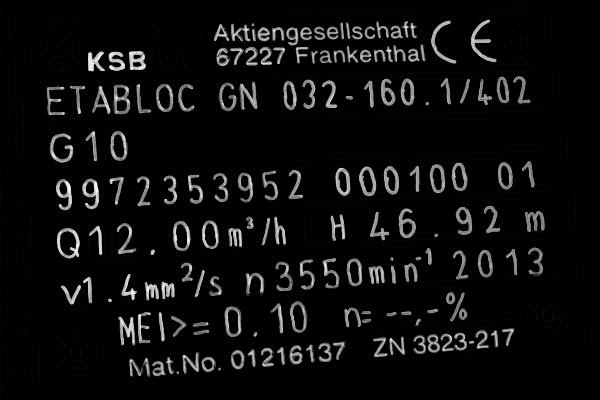 Aktiengesellschaft
KSB 67227 Frankenthal CE
ETABLOC GN 032-160.1/402
G10
9972353952 000100 01
Q12.00m³/h H 46.92 m
v1.4mm²/s n3550min⁻¹ 2013
MEI>= 0.10 n= --,-%
Mat.No. 01216137 ZN 3823-217